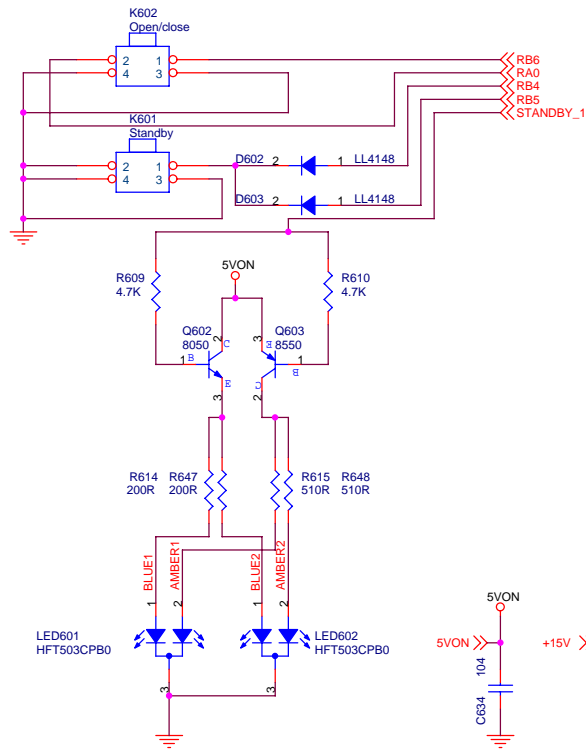 K602
Open/close
2 1
4 3
RB6
RA0
RB4
RB5
STANDBY_1
K601
Standby
2 1
4 3
D602 2 1 LL4148
D603 2 1 LL4148
R609
4.7K
5VON
R610
4.7K
Q602
8050
Q603
8550
2 C
3 E
1 B
1 B
E 3
C 2
R614 R647
200R 200R
R615 R648
510R 510R
BLUE1
AMBER1
BLUE2
AMBER2
1 2
1 2
LED601
HFT503CPB0
LED602
HFT503CPB0
3
3
5VON
5VON
+15V
104
C634